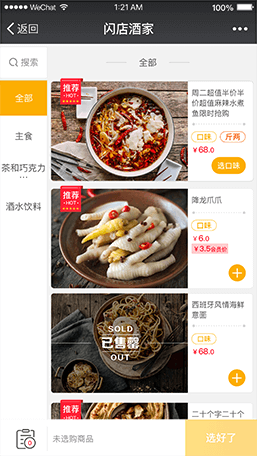 WeChat
1:21 AM
100%
返回
闪店酒家
搜索
全部
全部
主食
茶和巧克力
...
酒水饮料
推荐
HOT
周二超值半价半
价超值麻辣水煮
鱼限时抢购
口味
斤两
¥68.0
选口味
推荐
HOT
降龙爪爪
口味
¥6.0
¥3.5会员价
SOLD
已售罄
OUT
西班牙风情海鲜
意面
口味
¥68.0
推荐
HOT
二十个字二十个
0
未选购商品
选好了